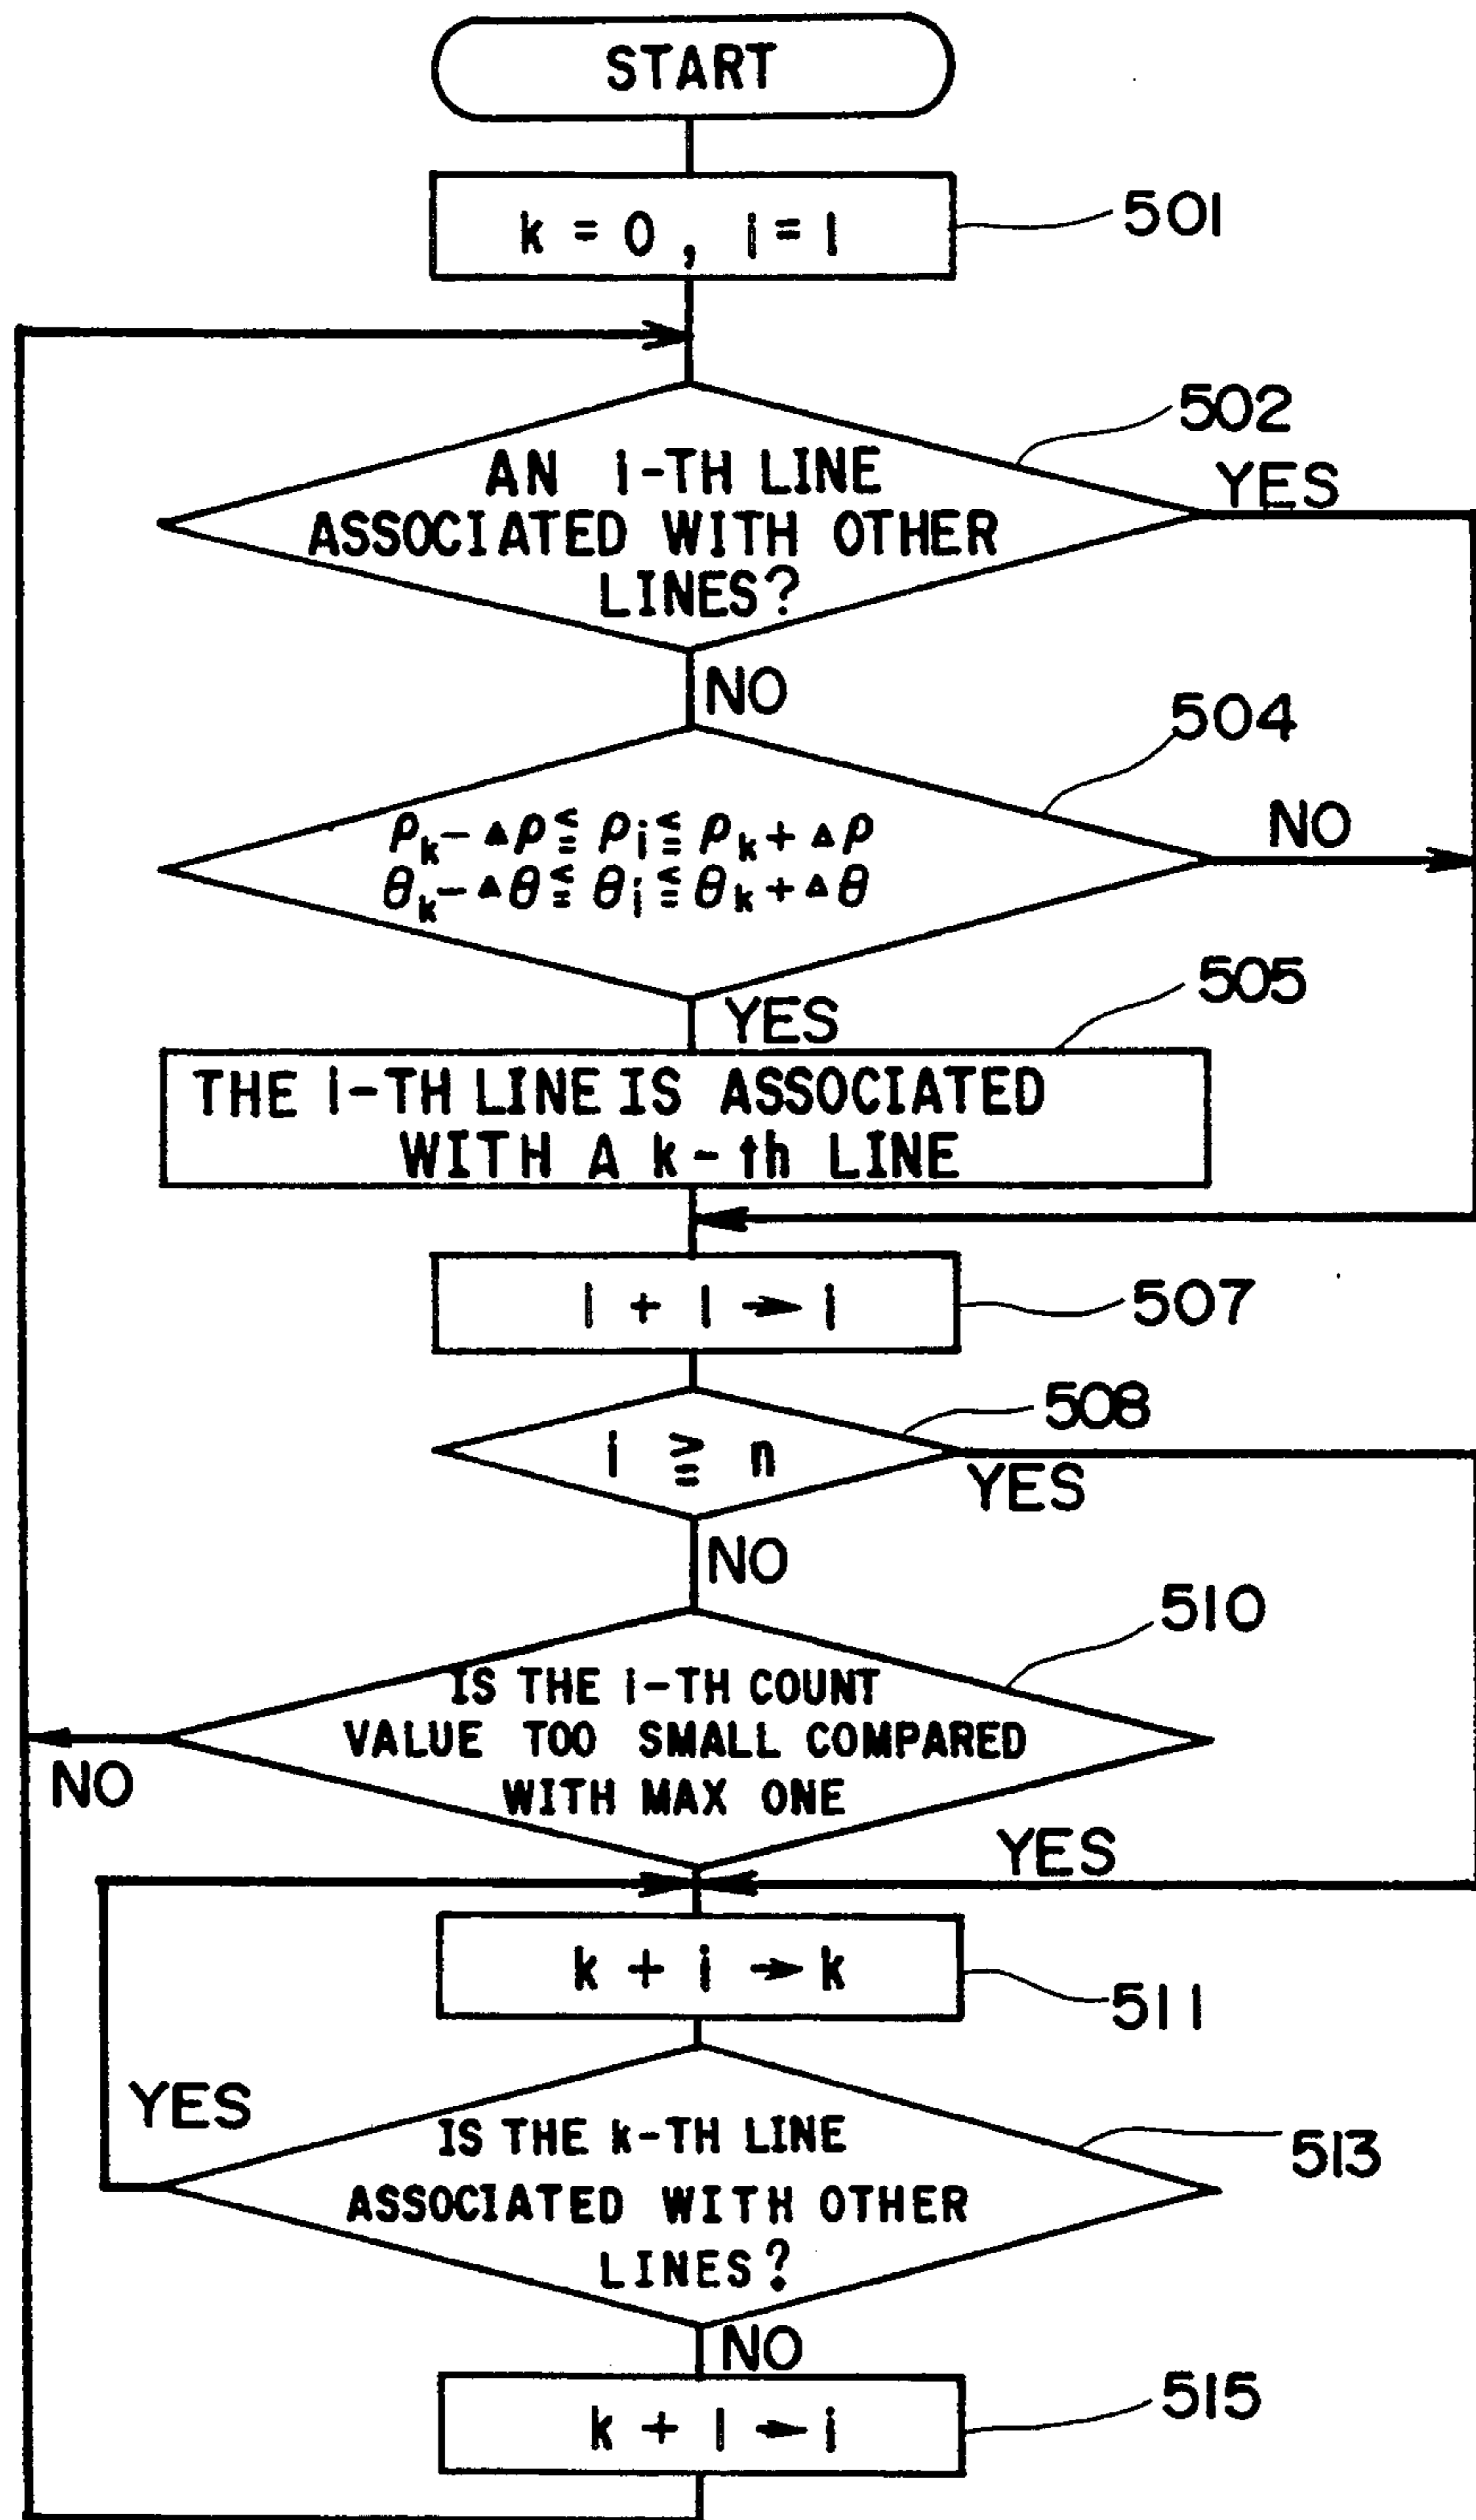 START
k = 0, i = 1
501
502
AN i-TH LINE
ASSOCIATED WITH OTHER
LINES?
YES
NO
504
ρk - Δρ ≦ ρi ≦ ρk + Δρ
θk - Δθ ≦ θi ≦ θk + Δθ
NO
YES
505
THE i-TH LINE IS ASSOCIATED
WITH A k-th LINE
i + 1 → i
507
508
i ≧ n
YES
NO
510
IS THE i-TH COUNT
VALUE TOO SMALL COMPARED
WITH MAX ONE
NO
YES
k + i → k
511
YES
IS THE k-TH LINE
ASSOCIATED WITH OTHER
LINES?
513
NO
k + 1 → i
515